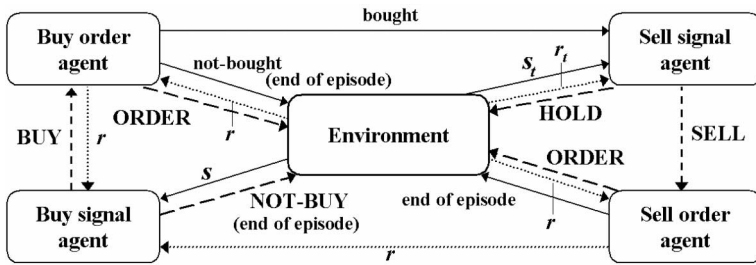 bought
Buy order
agent
not-bought
(end of episode)
s_t
r_t
Sell signal
agent
ORDER
r
Environment
HOLD
BUY
r
SELL
s
ORDER
Buy signal
agent
NOT-BUY
(end of episode)
end of episode
r
Sell order
agent
r